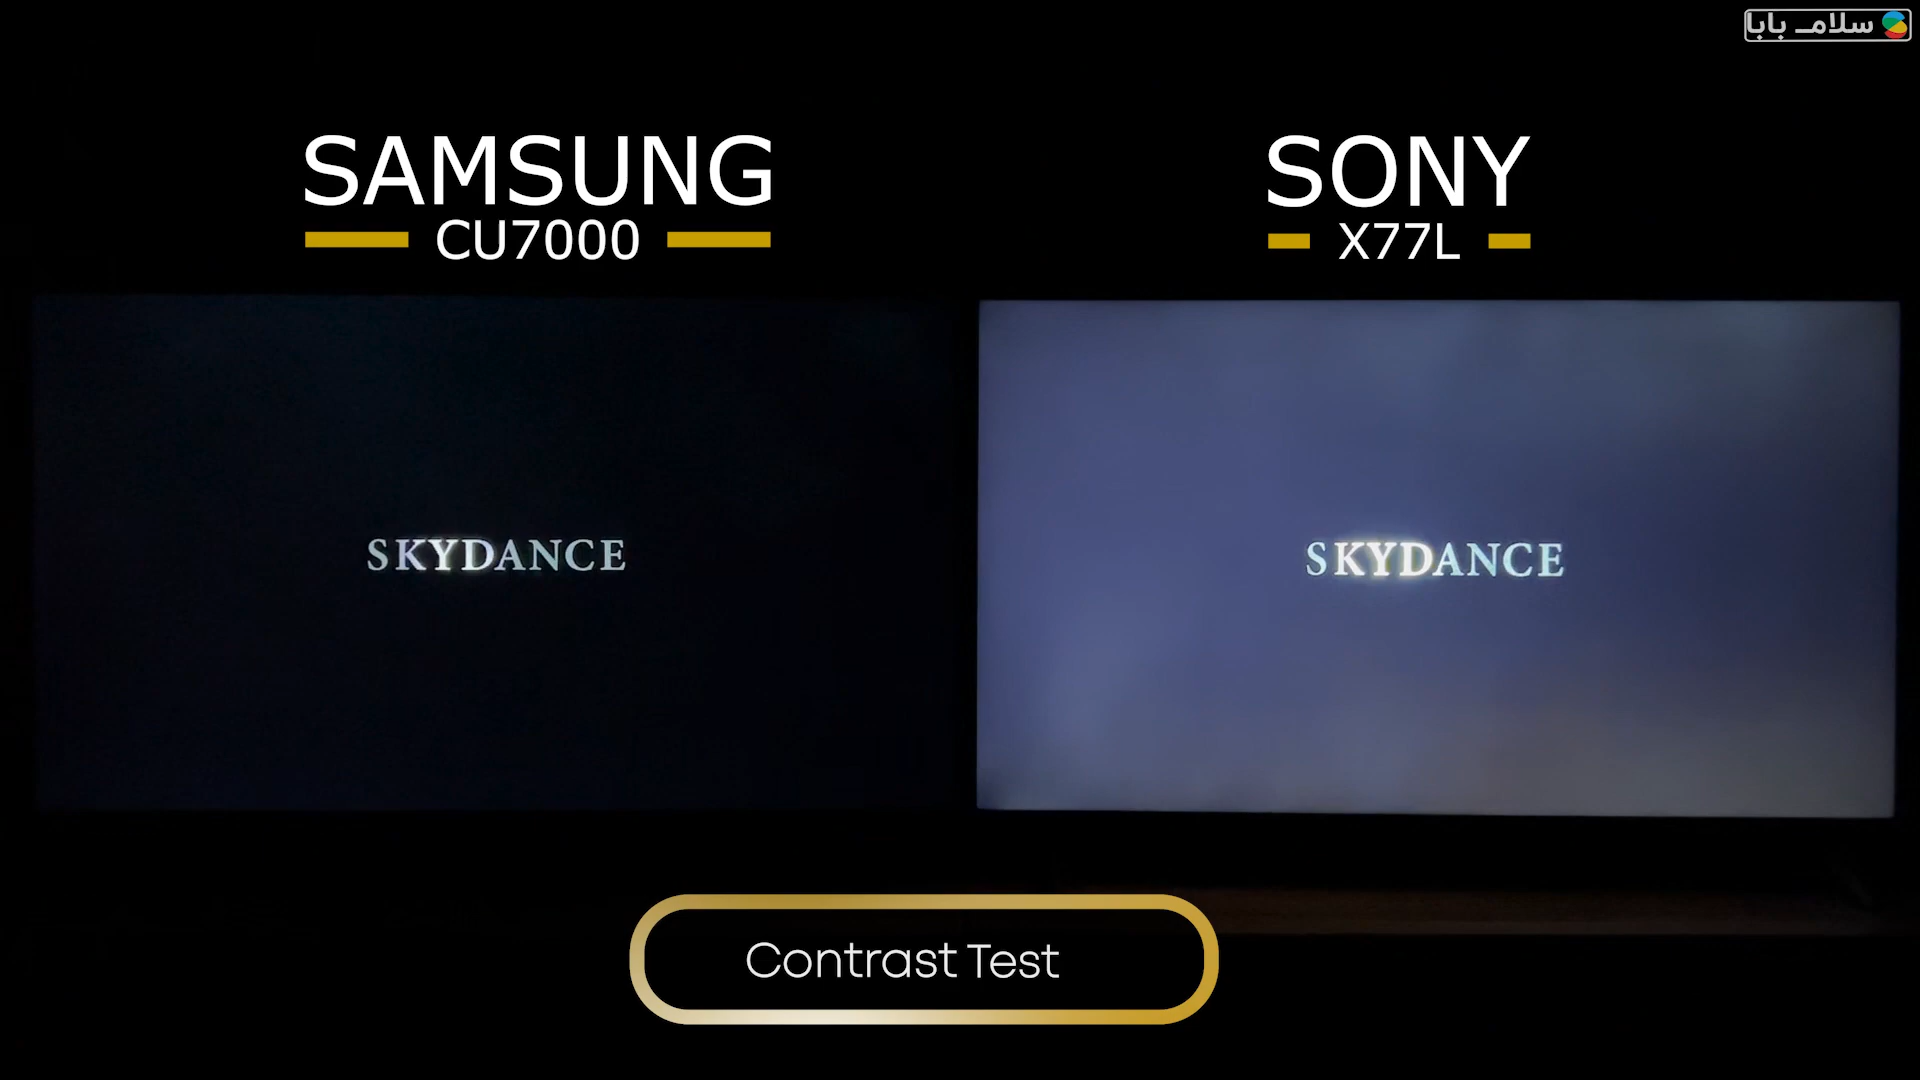 سلامـ بابا
SAMSUNG
CU7000
SONY
X77L
SKYDANCE
SKYDANCE
Contrast Test